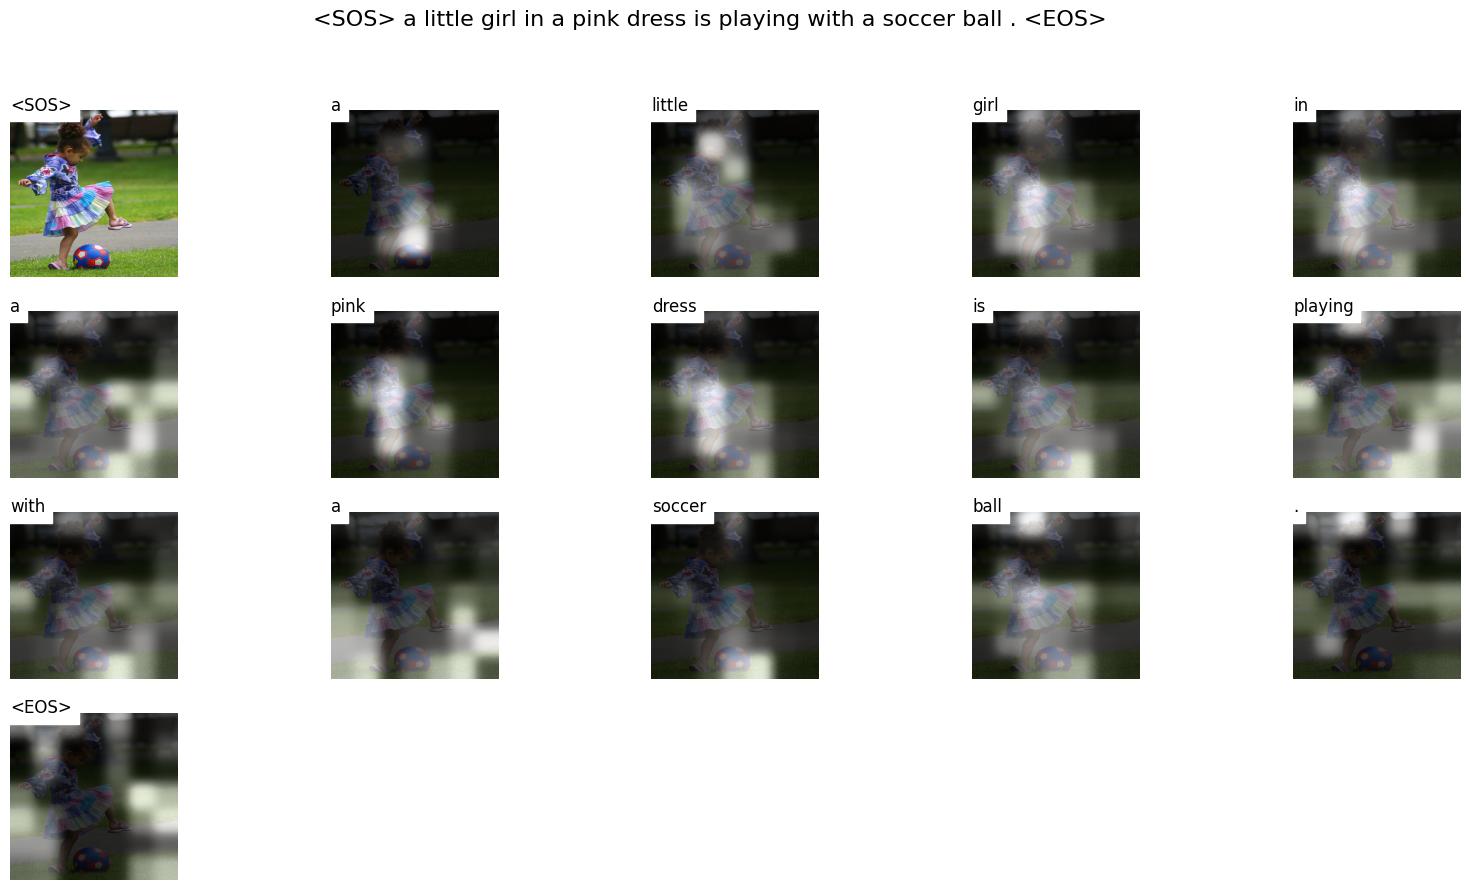 <SOS> a little girl in a pink dress is playing with a soccer ball . <EOS>
<SOS> a little girl in
a pink dress is playing
with a soccer ball .
<EOS>